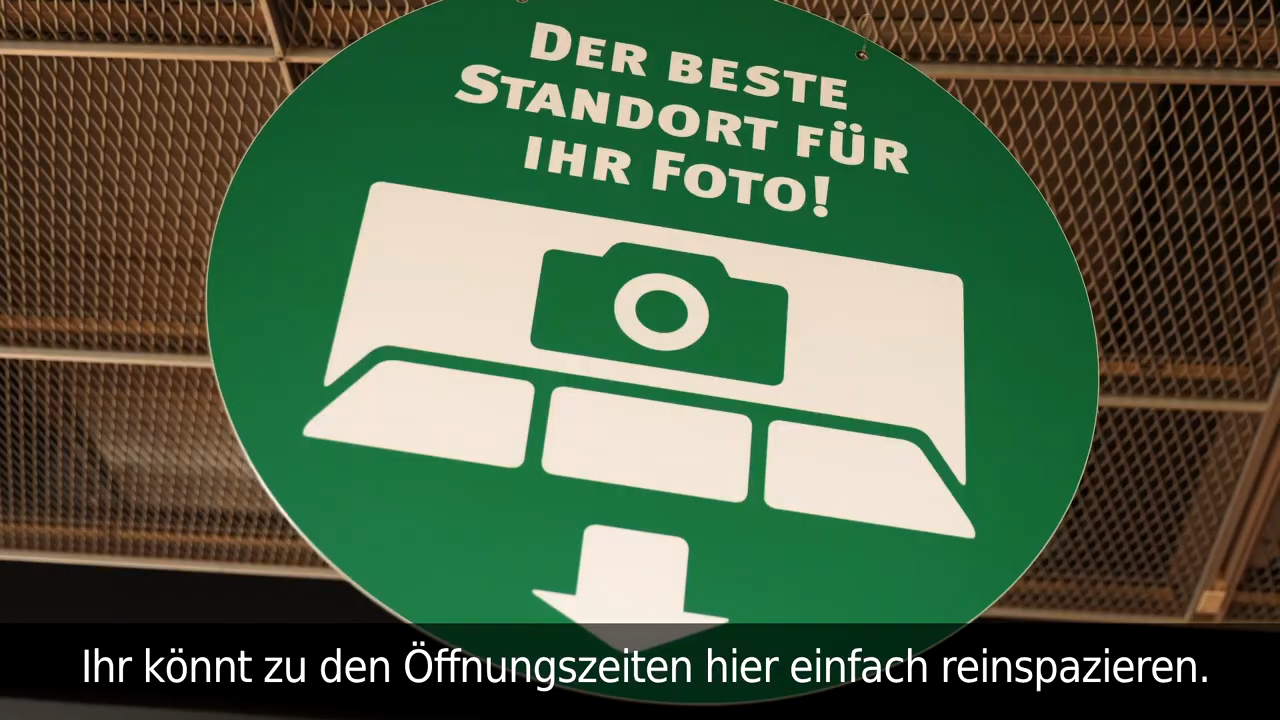 DER BESTE
STANDORT FÜR
IHR FOTO!
Ihr könnt zu den Öffnungszeiten hier einfach reinspazieren.